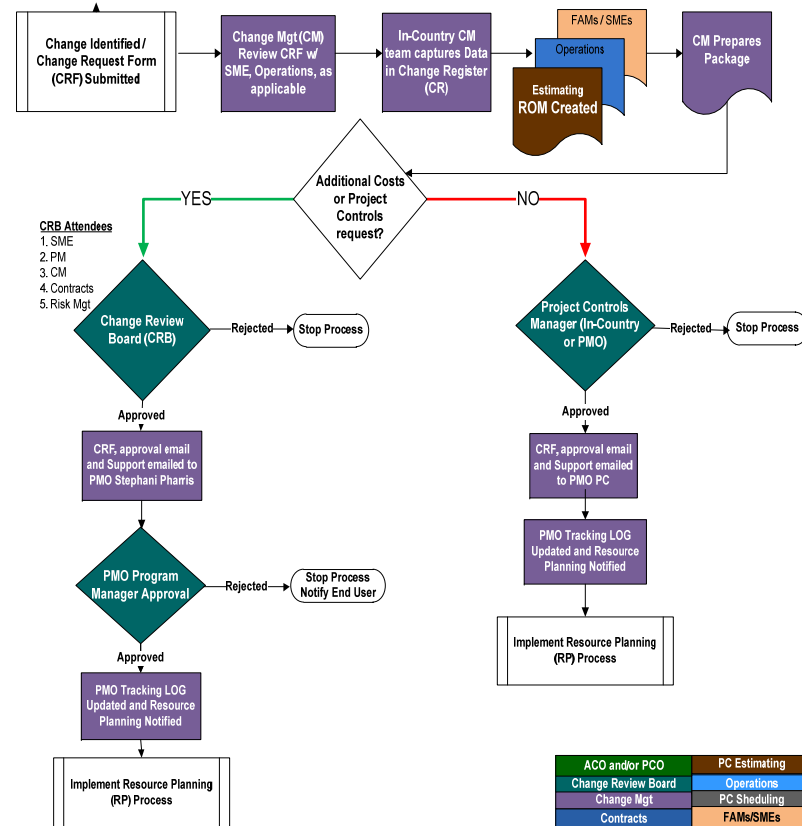 Change Identified /
Change Request Form
(CRF) Submitted
Change Mgt (CM)
Review CRF w/
SME, Operations, as
applicable
In-Country CM
team captures Data
in Change Register
(CR)
FAMs / SMEs
Operations
Estimating
ROM Created
CM Prepares
Package
Additional Costs
or Project
Controls
request?
YES
NO
CRB Attendees
1. SME
2. PM
3. CM
4. Contracts
5. Risk Mgt
Change Review
Board (CRB)
Rejected
Stop Process
Project Controls
Manager (In-Country
or PMO)
Rejected
Stop Process
Approved
Approved
CRF, approval email
and Support emailed to
PMO Stephani Pharris
CRF, approval email
and Support emailed
to PMO PC
PMO Tracking LOG
Updated and Resource
Planning Notified
PMO Program
Manager Approval
Rejected
Stop Process
Notify End User
Implement Resource Planning
(RP) Process
Approved
PMO Tracking LOG
Updated and Resource
Planning Notified
Implement Resource Planning
(RP) Process
ACO and/or PCO
PC Estimating
Change Review Board
Operations
Change Mgt
PC Sheduling
Contracts
FAMs/SMEs